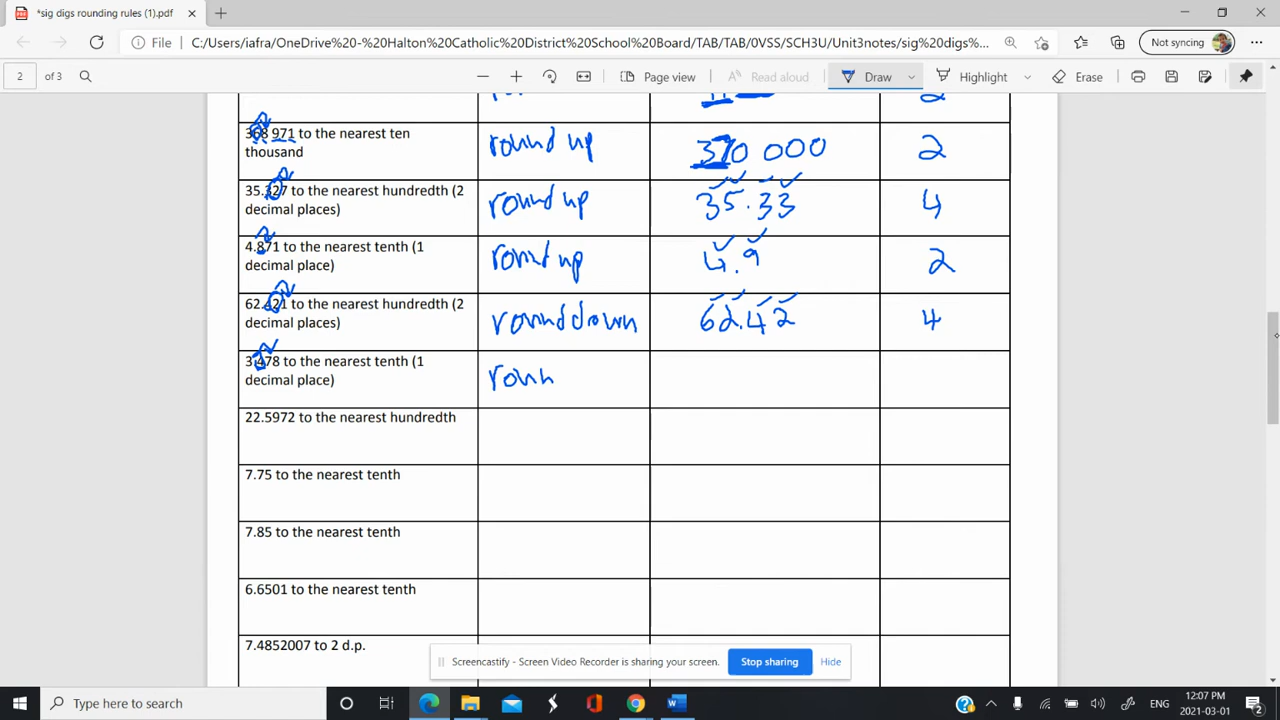 *sig digs rounding rules (1).pdf
File
C:/Users/iafra/OneDrive%20-%20Halton%20Catholic%20District%20School%20Board/TAB/TAB/0VSS/SCH3U/Unit3notes/sig%20digs%...
Not syncing
2 of 3
Page view
Read aloud
Draw
Highlight
Erase
2
368 971 to the nearest ten
thousand
round up
370 000
2
35.327 to the nearest hundredth (2
decimal places)
round up
35.33
4
4.871 to the nearest tenth (1
decimal place)
round up
4.9
2
62.421 to the nearest hundredth (2
decimal places)
round down
62.42
4
3.478 to the nearest tenth (1
decimal place)
roun
22.5972 to the nearest hundredth
7.75 to the nearest tenth
7.85 to the nearest tenth
6.6501 to the nearest tenth
7.4852007 to 2 d.p.
Screencastify - Screen Video Recorder is sharing your screen.
Stop sharing
Hide
Type here to search
ENG
12:07 PM
2021-03-01
2